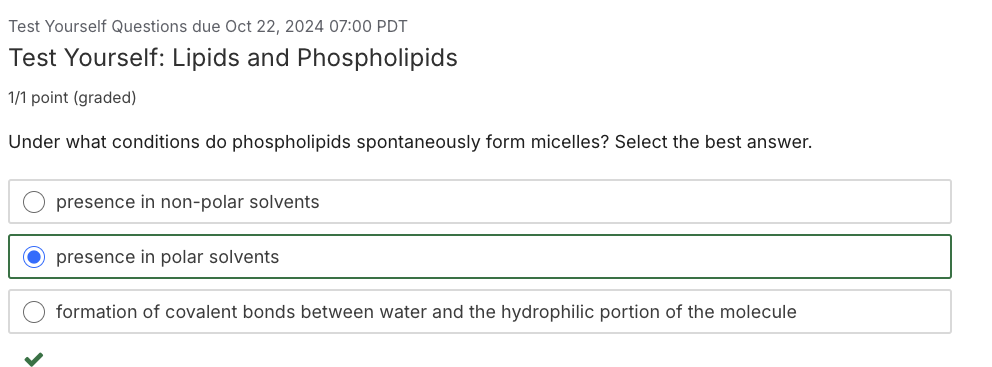 Test Yourself Questions due Oct 22, 2024 07:00 PDT
Test Yourself: Lipids and Phospholipids
1/1 point (graded)
Under what conditions do phospholipids spontaneously form micelles? Select the best answer.
presence in non-polar solvents
presence in polar solvents
formation of covalent bonds between water and the hydrophilic portion of the molecule